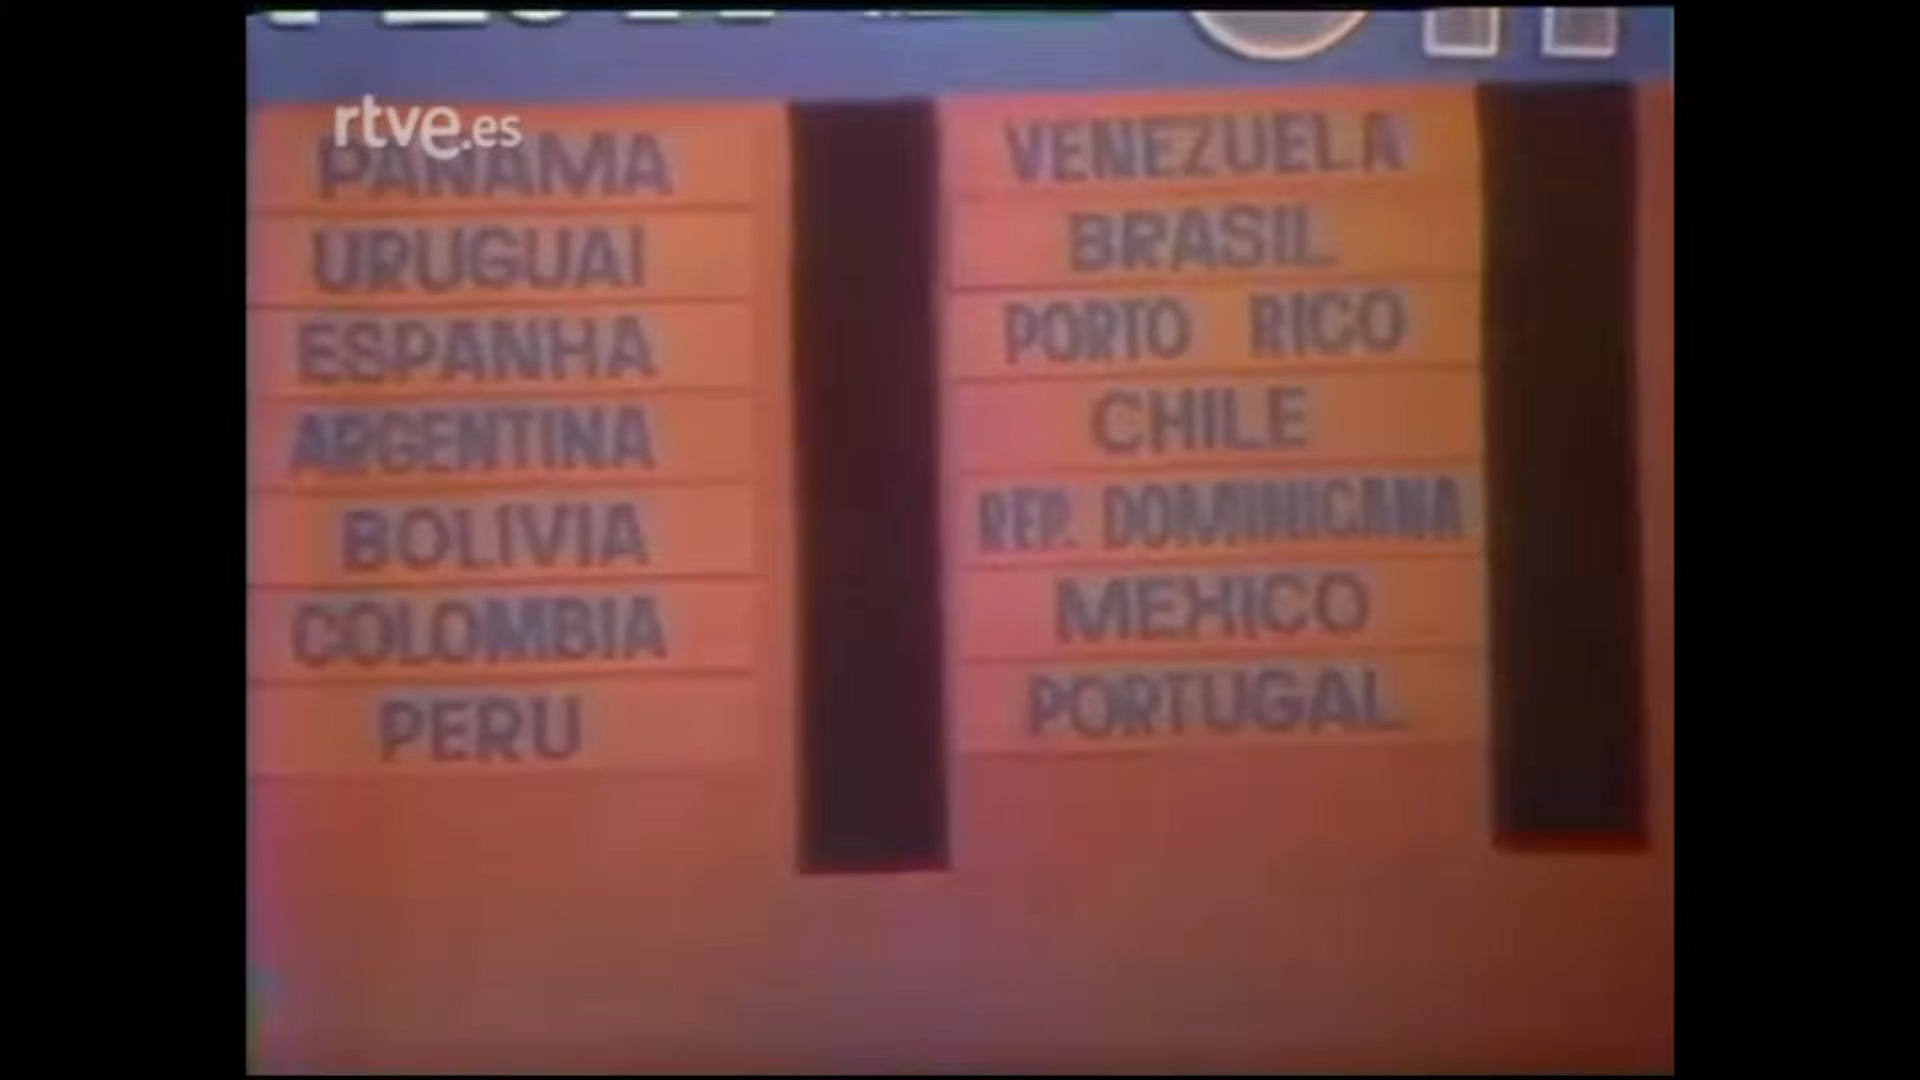 rtve.es
PANAMA
URUGUAI
ESPANHA
ARGENTINA
BOLIVIA
COLOMBIA
PERU
VENEZUELA
BRASIL
PORTO RICO
CHILE
REP. DOMINICANA
MEXICO
PORTUGAL